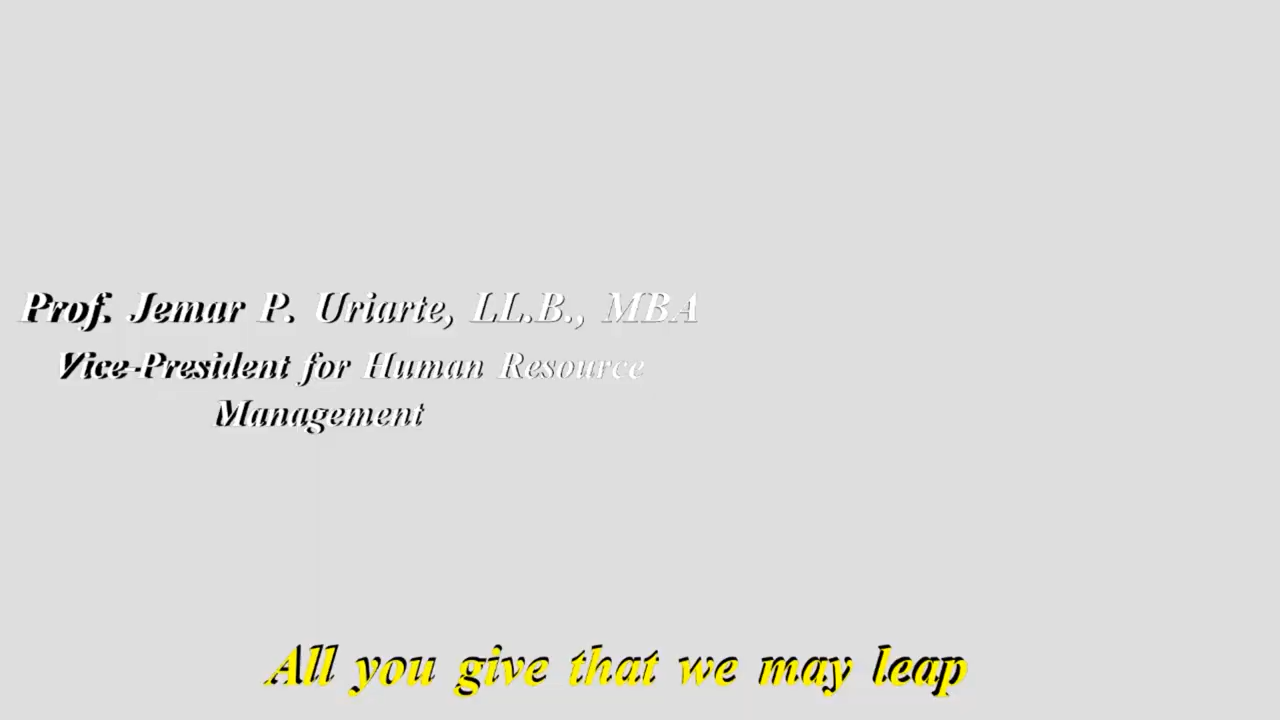 Prof. Jemar P. Uriarte, LL.B., MBA
Vice-President for Human Resource
Management
All you give that we may leap